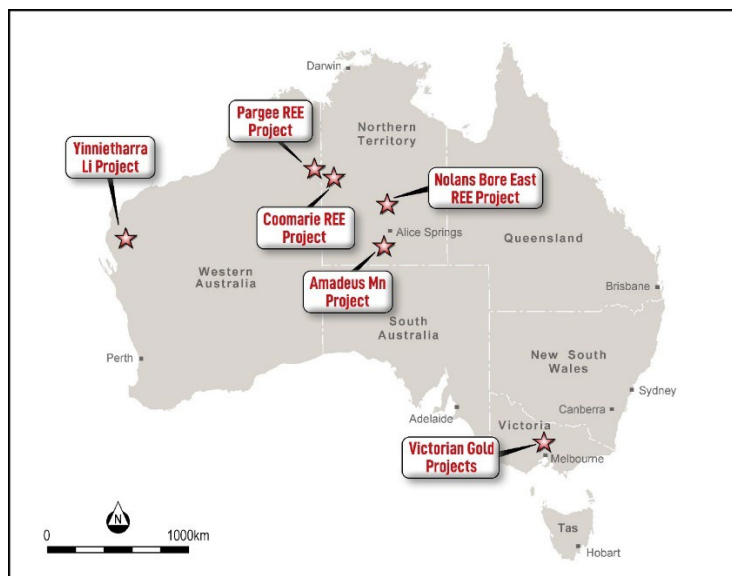 Darwin
Pargee REE
Project
Northern
Territory
Yinnietharra
Li Project
Nolans Bore East
REE Project
Coomarie REE
Project
Alice Springs
Queensland
Western
Australia
Amadeus Mn
Project
Brisbane
South
Australia
New South
Wales
Perth
Sydney
Adelaide
Canberra
Victoria
Victorian Gold
Projects
Melbourne
N
0 1000km
Tas
Hobart